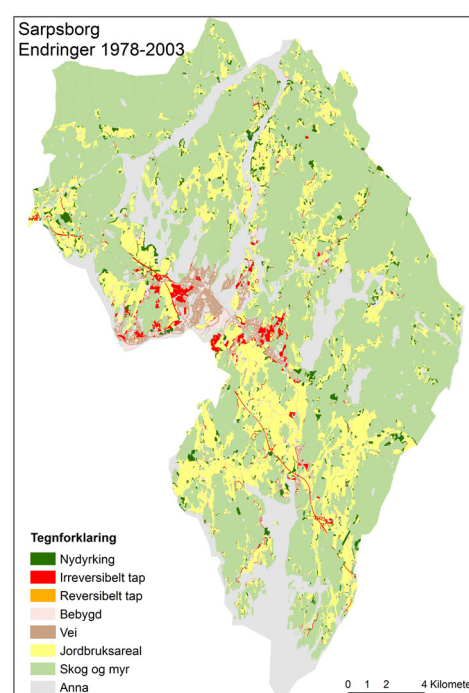 Sarpsborg
Endringer 1978-2003
Tegnforklaring
Nydyrking
Irreversibelt tap
Reversibelt tap
Bebygd
Vei
Jordbruksareal
Skog og myr
Anna
0 1 2 4 Kilomete